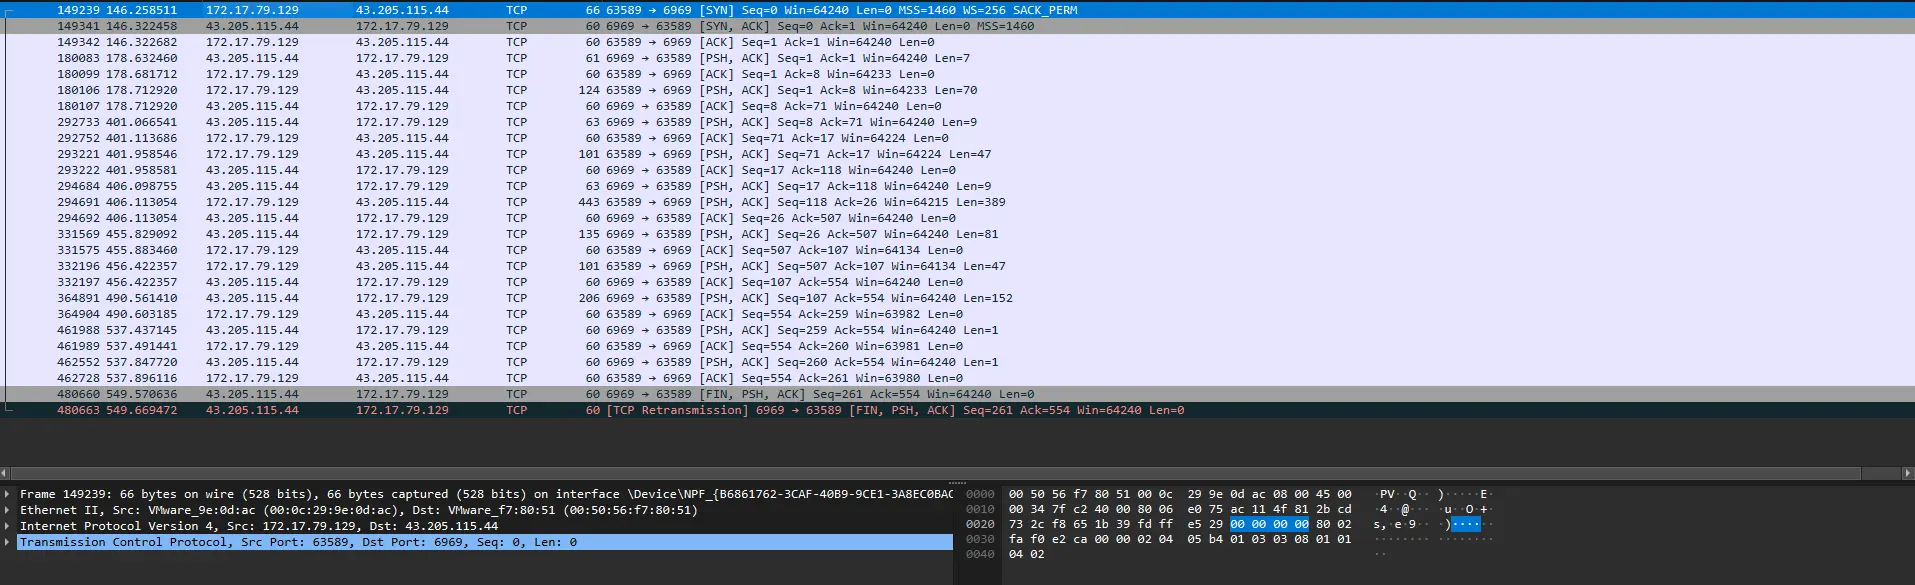 149239 146.258511 172.17.79.129 43.205.115.44 TCP 66 63589 → 6969 [SYN] Seq=0 Win=64240 Len=0 MSS=1460 WS=256 SACK_PERM
149341 146.322458 43.205.115.44 172.17.79.129 TCP 60 6969 → 63589 [SYN, ACK] Seq=0 Ack=1 Win=64240 Len=0 MSS=1460
149342 146.322682 172.17.79.129 43.205.115.44 TCP 60 63589 → 6969 [ACK] Seq=1 Ack=1 Win=64240 Len=0
180083 178.632460 43.205.115.44 172.17.79.129 TCP 61 6969 → 63589 [PSH, ACK] Seq=1 Ack=1 Win=64240 Len=7
180099 178.681712 172.17.79.129 43.205.115.44 TCP 60 63589 → 6969 [ACK] Seq=1 Ack=8 Win=64233 Len=0
180106 178.712920 172.17.79.129 43.205.115.44 TCP 124 63589 → 6969 [PSH, ACK] Seq=1 Ack=8 Win=64233 Len=70
180107 178.712920 43.205.115.44 172.17.79.129 TCP 60 6969 → 63589 [ACK] Seq=8 Ack=71 Win=64240 Len=0
292733 401.066541 43.205.115.44 172.17.79.129 TCP 63 6969 → 63589 [PSH, ACK] Seq=8 Ack=71 Win=64240 Len=9
292752 401.113686 172.17.79.129 43.205.115.44 TCP 60 63589 → 6969 [ACK] Seq=71 Ack=17 Win=64224 Len=0
293221 401.958546 172.17.79.129 43.205.115.44 TCP 101 63589 → 6969 [PSH, ACK] Seq=71 Ack=17 Win=64224 Len=47
293222 401.958581 43.205.115.44 172.17.79.129 TCP 60 6969 → 63589 [ACK] Seq=17 Ack=118 Win=64240 Len=0
294684 406.098755 43.205.115.44 172.17.79.129 TCP 63 6969 → 63589 [PSH, ACK] Seq=17 Ack=118 Win=64240 Len=9
294691 406.113054 172.17.79.129 43.205.115.44 TCP 443 63589 → 6969 [PSH, ACK] Seq=118 Ack=26 Win=64215 Len=389
294692 406.113054 43.205.115.44 172.17.79.129 TCP 60 6969 → 63589 [ACK] Seq=26 Ack=507 Win=64240 Len=0
331569 455.829092 43.205.115.44 172.17.79.129 TCP 135 6969 → 63589 [PSH, ACK] Seq=26 Ack=507 Win=64240 Len=81
331575 455.883460 172.17.79.129 43.205.115.44 TCP 60 63589 → 6969 [ACK] Seq=507 Ack=107 Win=64134 Len=0
332196 456.422357 172.17.79.129 43.205.115.44 TCP 101 63589 → 6969 [PSH, ACK] Seq=507 Ack=107 Win=64134 Len=47
332197 456.422357 43.205.115.44 172.17.79.129 TCP 60 6969 → 63589 [ACK] Seq=107 Ack=554 Win=64240 Len=0
364891 490.561410 43.205.115.44 172.17.79.129 TCP 206 6969 → 63589 [PSH, ACK] Seq=107 Ack=554 Win=64240 Len=152
364904 490.603185 172.17.79.129 43.205.115.44 TCP 60 63589 → 6969 [ACK] Seq=554 Ack=259 Win=63982 Len=0
461988 537.437145 43.205.115.44 172.17.79.129 TCP 60 6969 → 63589 [PSH, ACK] Seq=259 Ack=554 Win=64240 Len=1
461989 537.491441 172.17.79.129 43.205.115.44 TCP 60 63589 → 6969 [ACK] Seq=554 Ack=260 Win=63981 Len=0
462552 537.847720 43.205.115.44 172.17.79.129 TCP 60 6969 → 63589 [PSH, ACK] Seq=260 Ack=554 Win=64240 Len=1
462728 537.896116 172.17.79.129 43.205.115.44 TCP 60 63589 → 6969 [ACK] Seq=554 Ack=261 Win=63980 Len=0
480660 549.570636 43.205.115.44 172.17.79.129 TCP 60 6969 → 63589 [FIN, PSH, ACK] Seq=261 Ack=554 Win=64240 Len=0
480663 549.669472 43.205.115.44 172.17.79.129 TCP 60 [TCP Retransmission] 6969 → 63589 [FIN, PSH, ACK] Seq=261 Ack=554 Win=64240 Len=0
Frame 149239: 66 bytes on wire (528 bits), 66 bytes captured (528 bits) on interface \Device\NPF_{B6861762-3CAF-40B9-9CE1-3A8EC0BAC
Ethernet II, Src: VMware_9e:0d:ac (00:0c:29:9e:0d:ac), Dst: VMware_f7:80:51 (00:50:56:f7:80:51)
Internet Protocol Version 4, Src: 172.17.79.129, Dst: 43.205.115.44
Transmission Control Protocol, Src Port: 63589, Dst Port: 6969, Seq: 0, Len: 0
0000 00 50 56 f7 80 51 00 0c 29 9e 0d ac 08 00 45 00 ·PV··Q·· )·····E·
0010 00 34 7f c2 40 00 80 06 e0 75 ac 11 4f 81 2b cd ·4··@··· ·u··O·+·
0020 73 2c f8 65 1b 39 fd ff e5 29 00 00 00 00 80 02 s,·e·9·· ·)······
0030 fa f0 e2 ca 00 00 02 04 05 b4 01 03 03 08 01 01 ········ ········
0040 04 02 ··